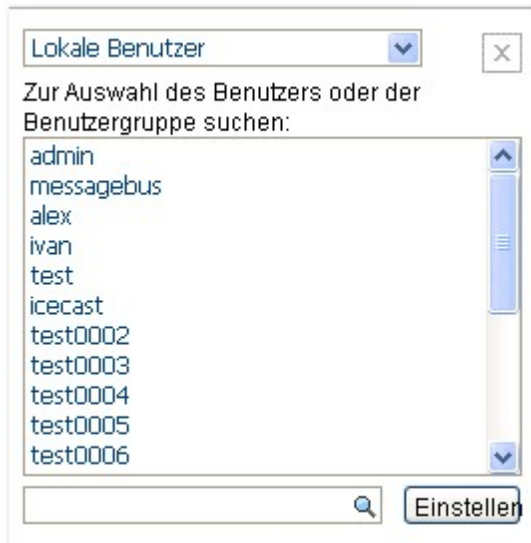 Lokale Benutzer
Zur Auswahl des Benutzers oder der
Benutzergruppe suchen:
admin
messagebus
alex
ivan
test
icecast
test0002
test0003
test0004
test0005
test0006
Einstellen